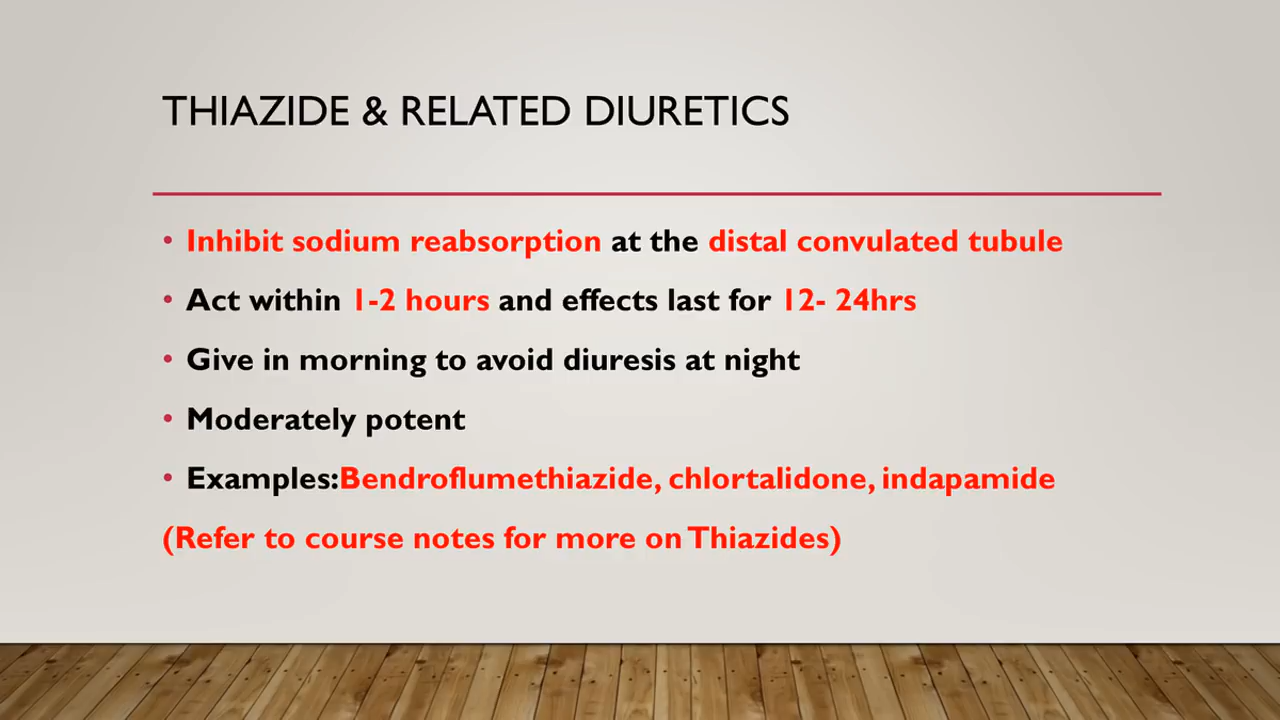 THIAZIDE & RELATED DIURETICS
• Inhibit sodium reabsorption at the distal convulated tubule
• Act within 1-2 hours and effects last for 12- 24hrs
• Give in morning to avoid diuresis at night
• Moderately potent
• Examples:Bendroflumethiazide, chlortalidone, indapamide
(Refer to course notes for more on Thiazides)